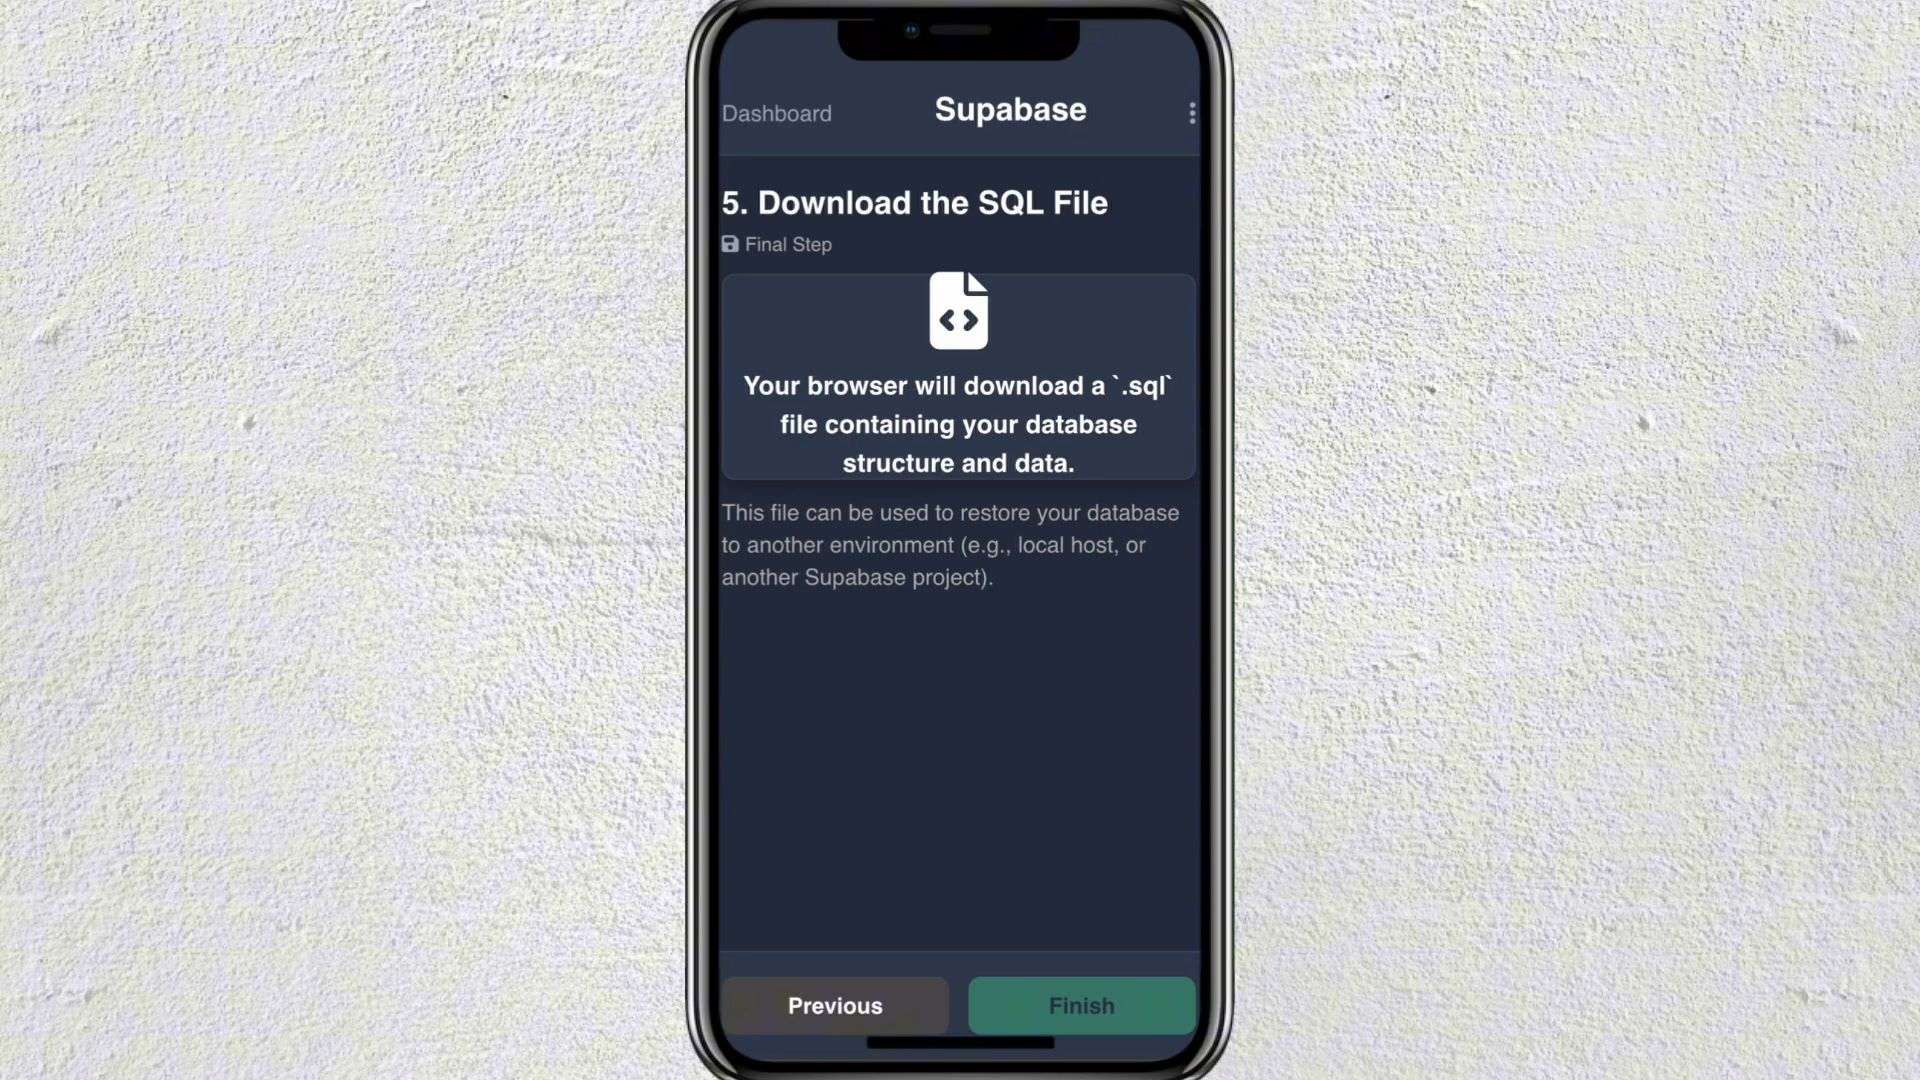 Dashboard
Supabase
5. Download the SQL File
Final Step
Your browser will download a `.sql`
file containing your database
structure and data.
This file can be used to restore your database
to another environment (e.g., local host, or
another Supabase project).
Previous
Finish